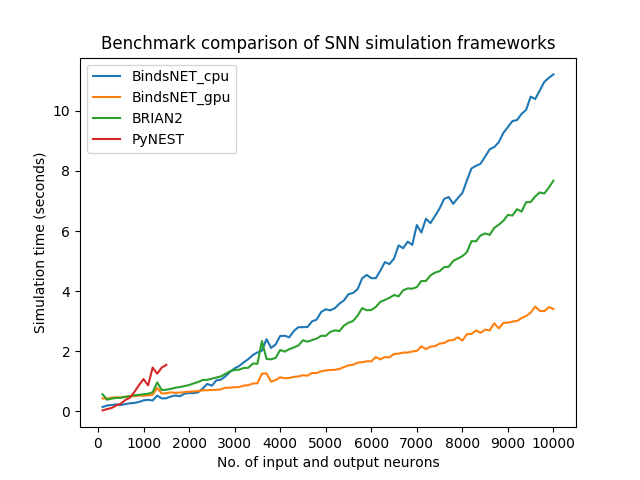 Benchmark comparison of SNN simulation frameworks
BindsNET_cpu
BindsNET_gpu
BRIAN2
PyNEST
Simulation time (seconds)
10
8
6
4
2
0
0 1000 2000 3000 4000 5000 6000 7000 8000 9000 10000
No. of input and output neurons